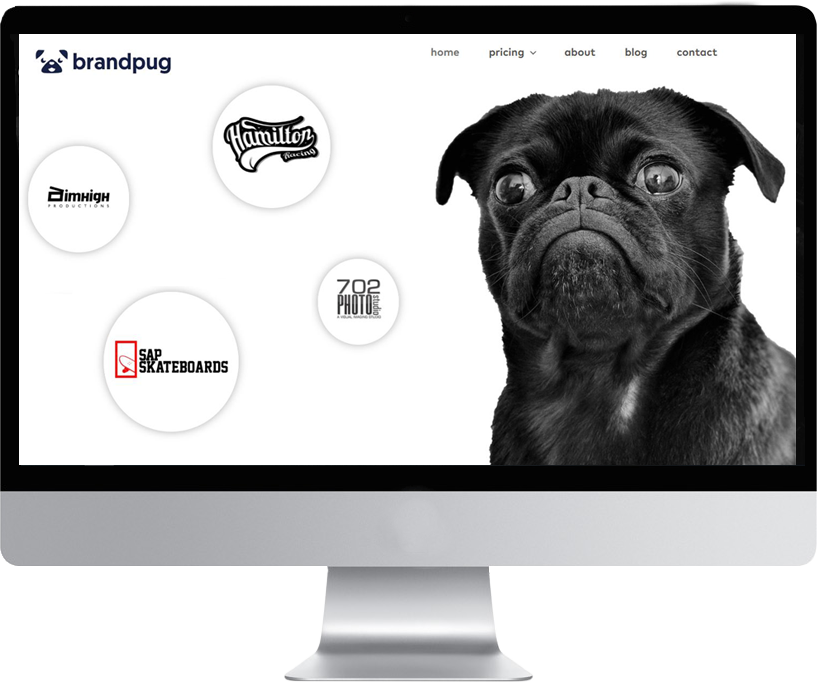 brandpug
home pricing about blog contact
Hamilton
Racing
aimHigH
PRODUCTIONS
702
PHOTO studio
A VISUAL IMAGING STUDIO
SAP
SKATEBOARDS